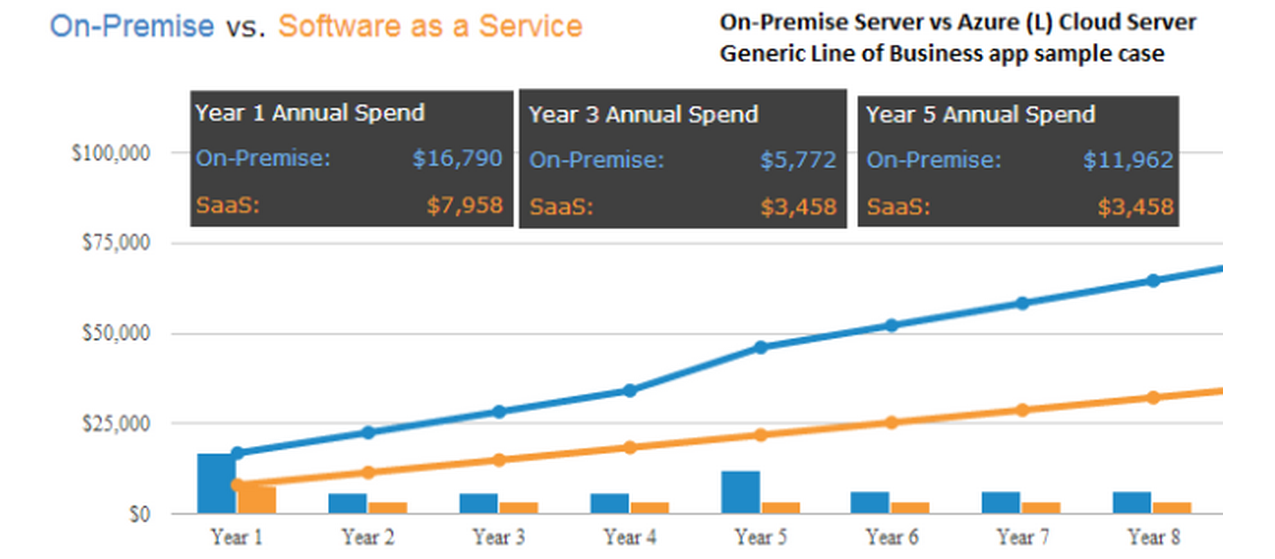 On-Premise vs. Software as a Service
On-Premise Server vs Azure (L) Cloud Server
Generic Line of Business app sample case
Year 1 Annual Spend
On-Premise: $16,790
SaaS: $7,958
Year 3 Annual Spend
On-Premise: $5,772
SaaS: $3,458
Year 5 Annual Spend
On-Premise: $11,962
SaaS: $3,458
$100,000
$75,000
$50,000
$25,000
$0
Year 1 Year 2 Year 3 Year 4 Year 5 Year 6 Year 7 Year 8